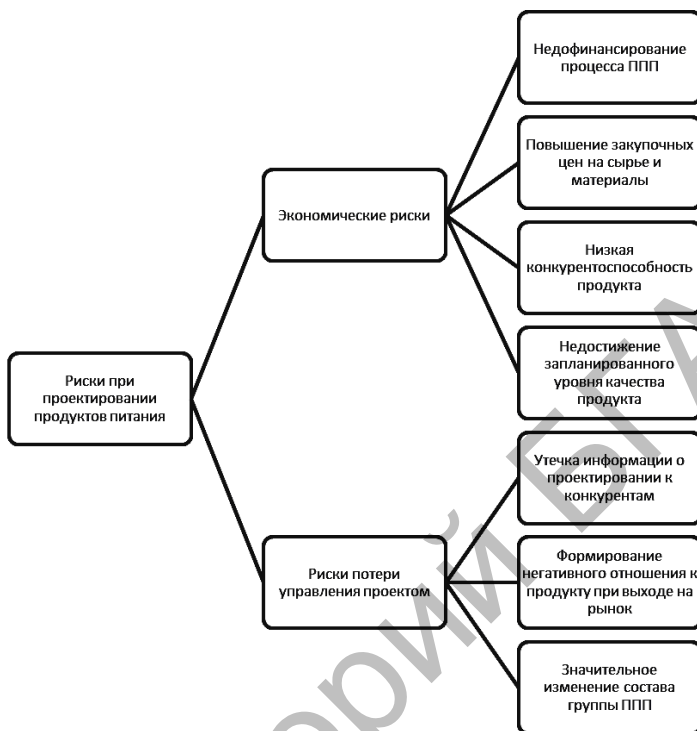 Недофинансирование
процесса ППП
Повышение закупочных
цен на сырье и
материалы
Экономические риски
Низкая
конкурентоспособность
продукта
Недостижение
запланированного
уровня качества
продукта
Риски при
проектировании
продуктов питания
Утечка информации о
проектировании к
конкурентам
Риски потери
управления проектом
Формирование
негативного отношения к
продукту при выходе на
рынок
Значительное
изменение состава
группы ППП